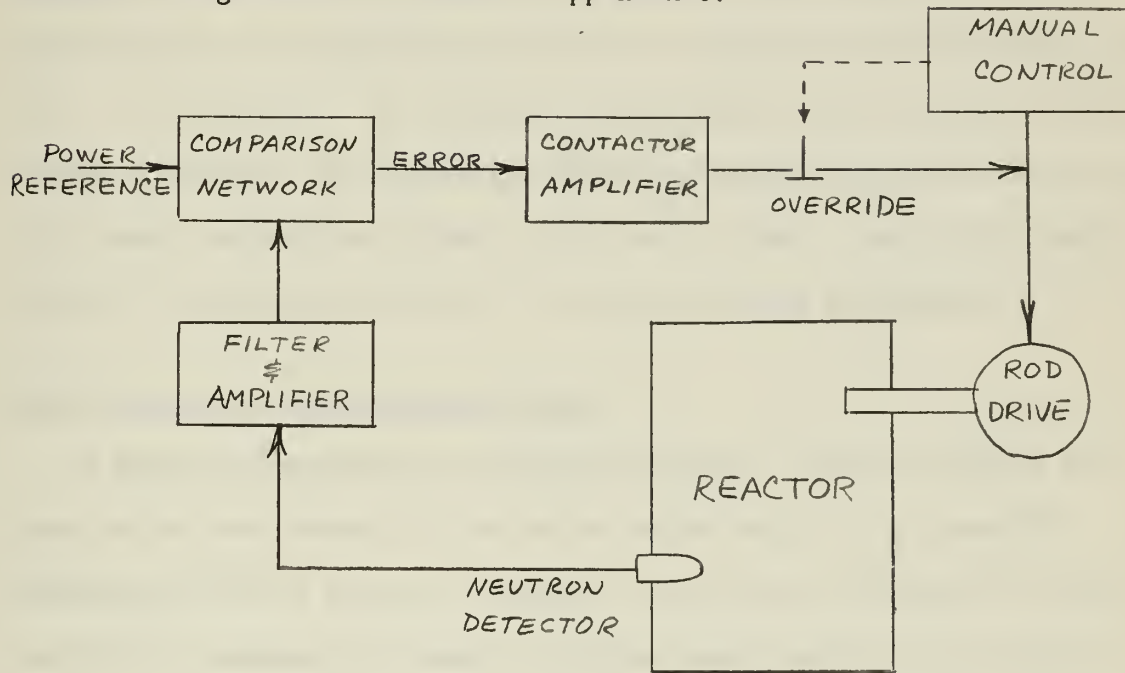 MANUAL
CONTROL
POWER
REFERENCE
COMPARISON
NETWORK
ERROR
CONTACTOR
AMPLIFIER
OVERRIDE
FILTER
&
AMPLIFIER
ROD
DRIVE
REACTOR
NEUTRON
DETECTOR